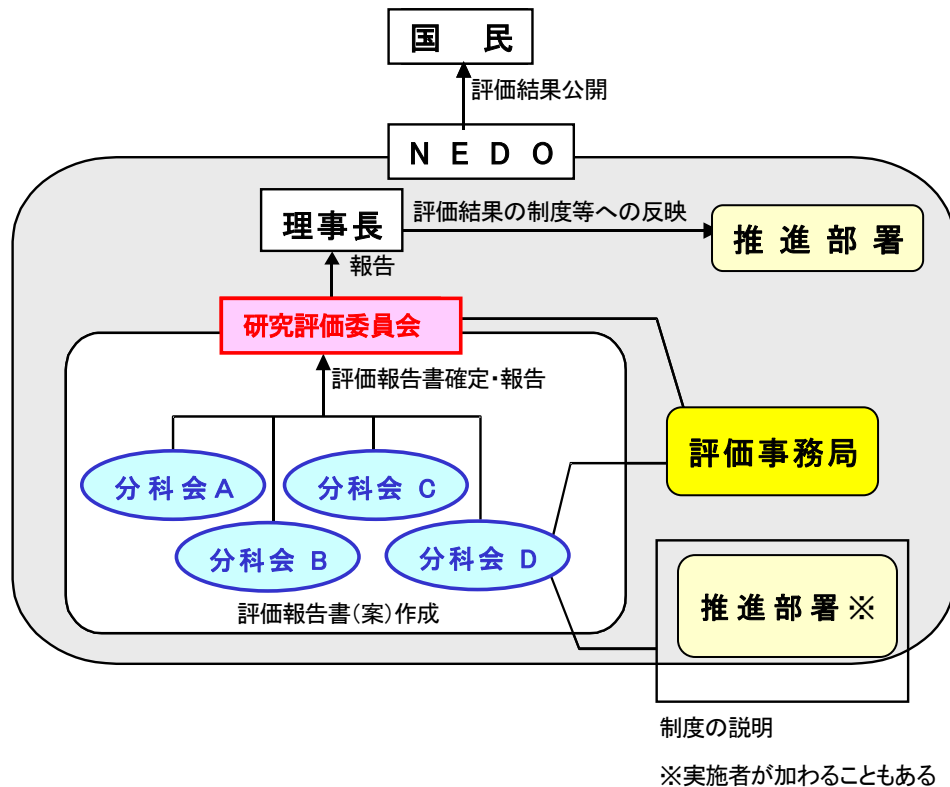 国 民
評価結果公開
N E D O
理事長
評価結果の制度等への反映
推 進 部 署
報告
研究評価委員会
評価報告書確定・報告
評価事務局
分科会A
分科会 C
分科会 B
分科会 D
推進部署※
評価報告書(案)作成
制度の説明
※実施者が加わることもある